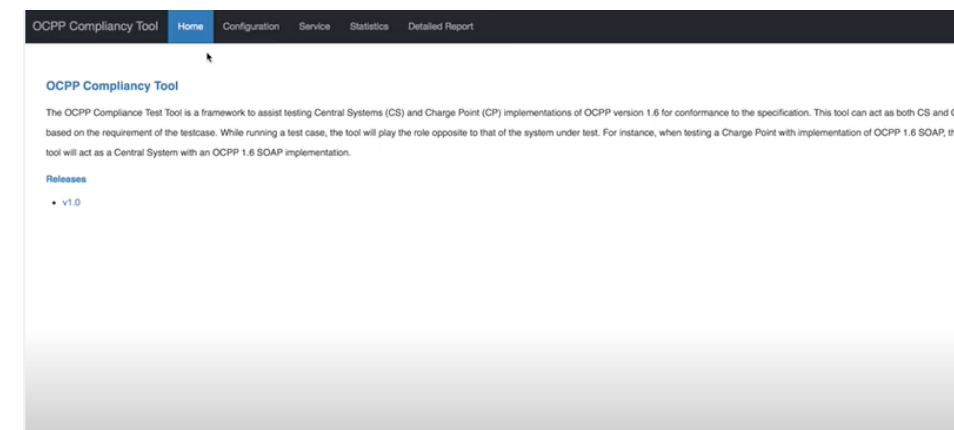 OCPP Compliancy Tool Home Configuration Service Statistics Detailed Report
OCPP Compliancy Tool
The OCPP Compliance Test Tool is a framework to assist testing Central Systems (CS) and Charge Point (CP) implementations of OCPP version 1.6 for conformance to the specification. This tool can act as both CS and
based on the requirement of the testcase. While running a test case, the tool will play the role opposite to that of the system under test. For instance, when testing a Charge Point with implementation of OCPP 1.6 SOAP,
tool will act as a Central System with an OCPP 1.6 SOAP implementation.
Releases
• v1.0